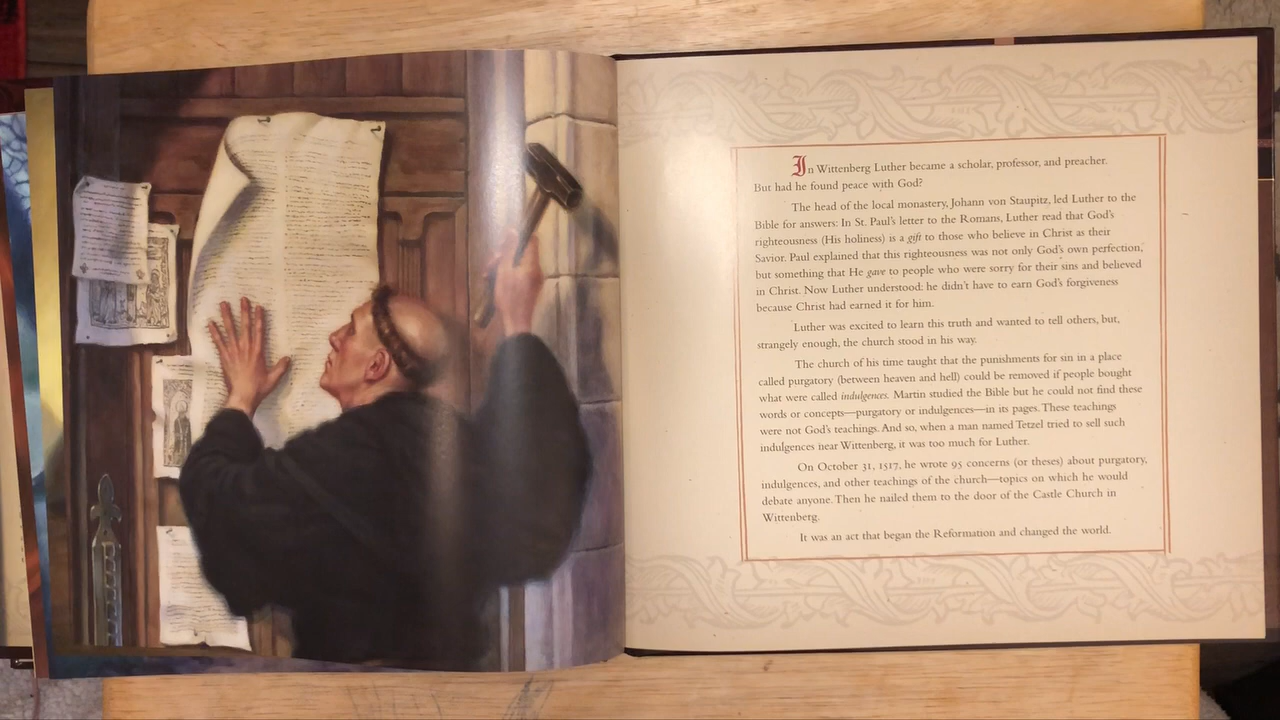 In Wittenberg Luther became a scholar, professor, and preacher.
But had he found peace with God?
The head of the local monastery, Johann von Staupitz, led Luther to the
Bible for answers: In St. Paul's letter to the Romans, Luther read that God's
righteousness (His holiness) is a gift to those who believe in Christ as their
Savior. Paul explained that this righteousness was not only God's own perfection,
but something that He gave to people who were sorry for their sins and believed
in Christ. Now Luther understood: he didn't have to earn God's forgiveness
because Christ had earned it for him.
Luther was excited to learn this truth and wanted to tell others, but,
strangely enough, the church stood in his way.
The church of his time taught that the punishments for sin in a place
called purgatory (between heaven and hell) could be removed if people bought
what were called indulgences. Martin studied the Bible but he could not find these
words or concepts—purgatory or indulgences—in its pages. These teachings
were not God's teachings. And so, when a man named Tetzel tried to sell such
indulgences near Wittenberg, it was too much for Luther.
On October 31, 1517, he wrote 95 concerns (or theses) about purgatory,
indulgences, and other teachings of the church—topics on which he would
debate anyone. Then he nailed them to the door of the Castle Church in
Wittenberg.
It was an act that began the Reformation and changed the world.